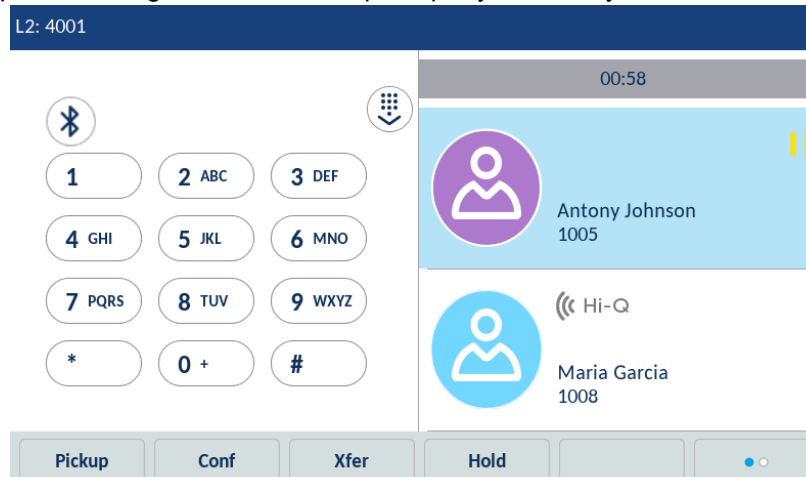 L2: 4001
00:58
1
2 ABC
3 DEF
4 GHI
5 JKL
6 MNO
7 PQRS
8 TUV
9 WXYZ
*
0 +
#
Antony Johnson
1005
Hi-Q
Maria Garcia
1008
Pickup
Conf
Xfer
Hold